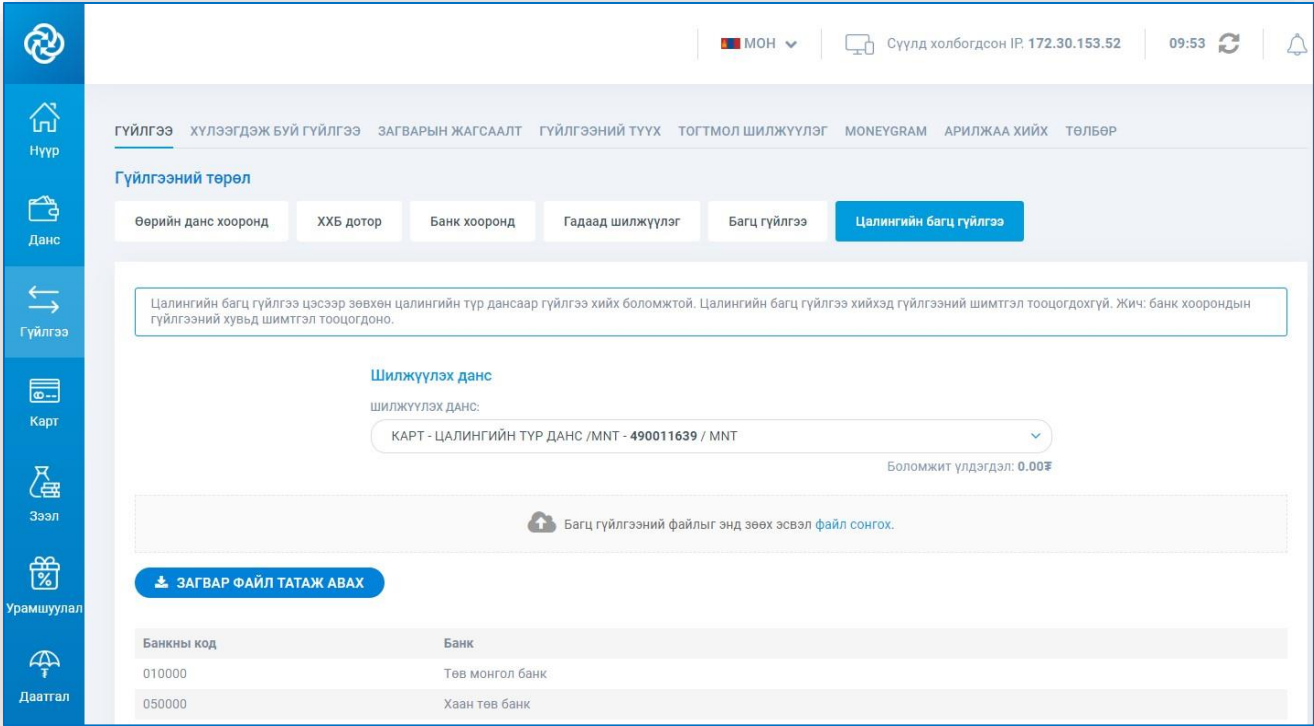 МОН
Сүүлд холбогдсон IP. 172.30.153.52
09:53
Нүүр
Данс
Гүйлгээ
Карт
Зээл
Урамшуулал
Даатгал
ГҮЙЛГЭЭ ХҮЛЭЭГДЭЖ БУЙ ГҮЙЛГЭЭ ЗАГВАРЫН ЖАГСААЛТ ГҮЙЛГЭЭНИЙ ТҮҮХ ТОГТМОЛ ШИЛЖҮҮЛЭГ MONEYGRAM АРИЛЖАА ХИЙХ ТӨЛБӨР
Гүйлгээний төрөл
Өөрийн данс хооронд ХХБ дотор Банк хооронд Гадаад шилжүүлэг Багц гүйлгээ Цалингийн багц гүйлгээ
Цалингийн багц гүйлгээ цэсээр зөвхөн цалингийн түр дансаар гүйлгээ хийх боломжтой. Цалингийн багц гүйлгээ хийхэд гүйлгээний шимтгэл тооцогдохгүй. Жич: банк хоорондын
гүйлгээний хувьд шимтгэл тооцогдоно.
Шилжүүлэх данс
ШИЛЖҮҮЛЭХ ДАНС:
КАРТ - ЦАЛИНГИЙН ТҮР ДАНС /MNT - 490011639 / MNT
Боломжит үлдэгдэл: 0.00₮
Багц гүйлгээний файлыг энд зөөх эсвэл файл сонгох.
ЗАГВАР ФАЙЛ ТАТАЖ АВАХ
Банкны код Банк
010000 Төв монгол банк
050000 Хаан төв банк